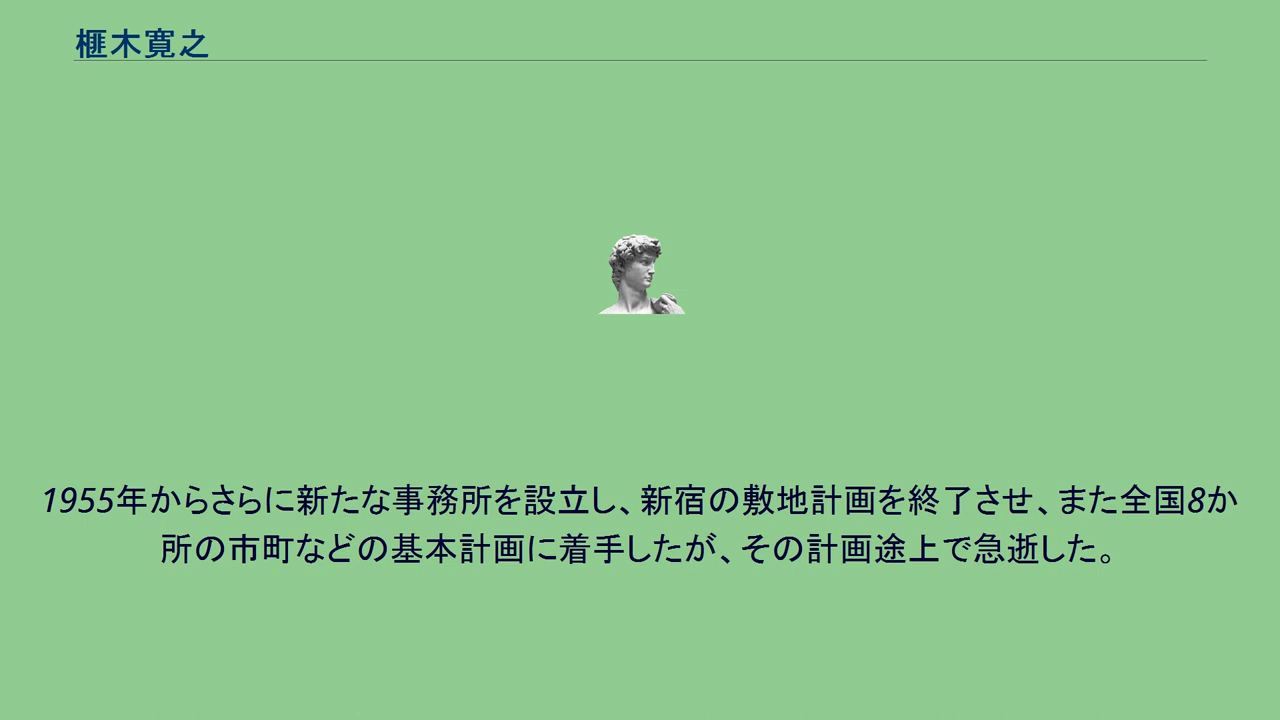 榧木寛之
1955年からさらに新たな事務所を設立し、新宿の敷地計画を終了させ、また全国8か
所の市町などの基本計画に着手したが、その計画途上で急逝した。